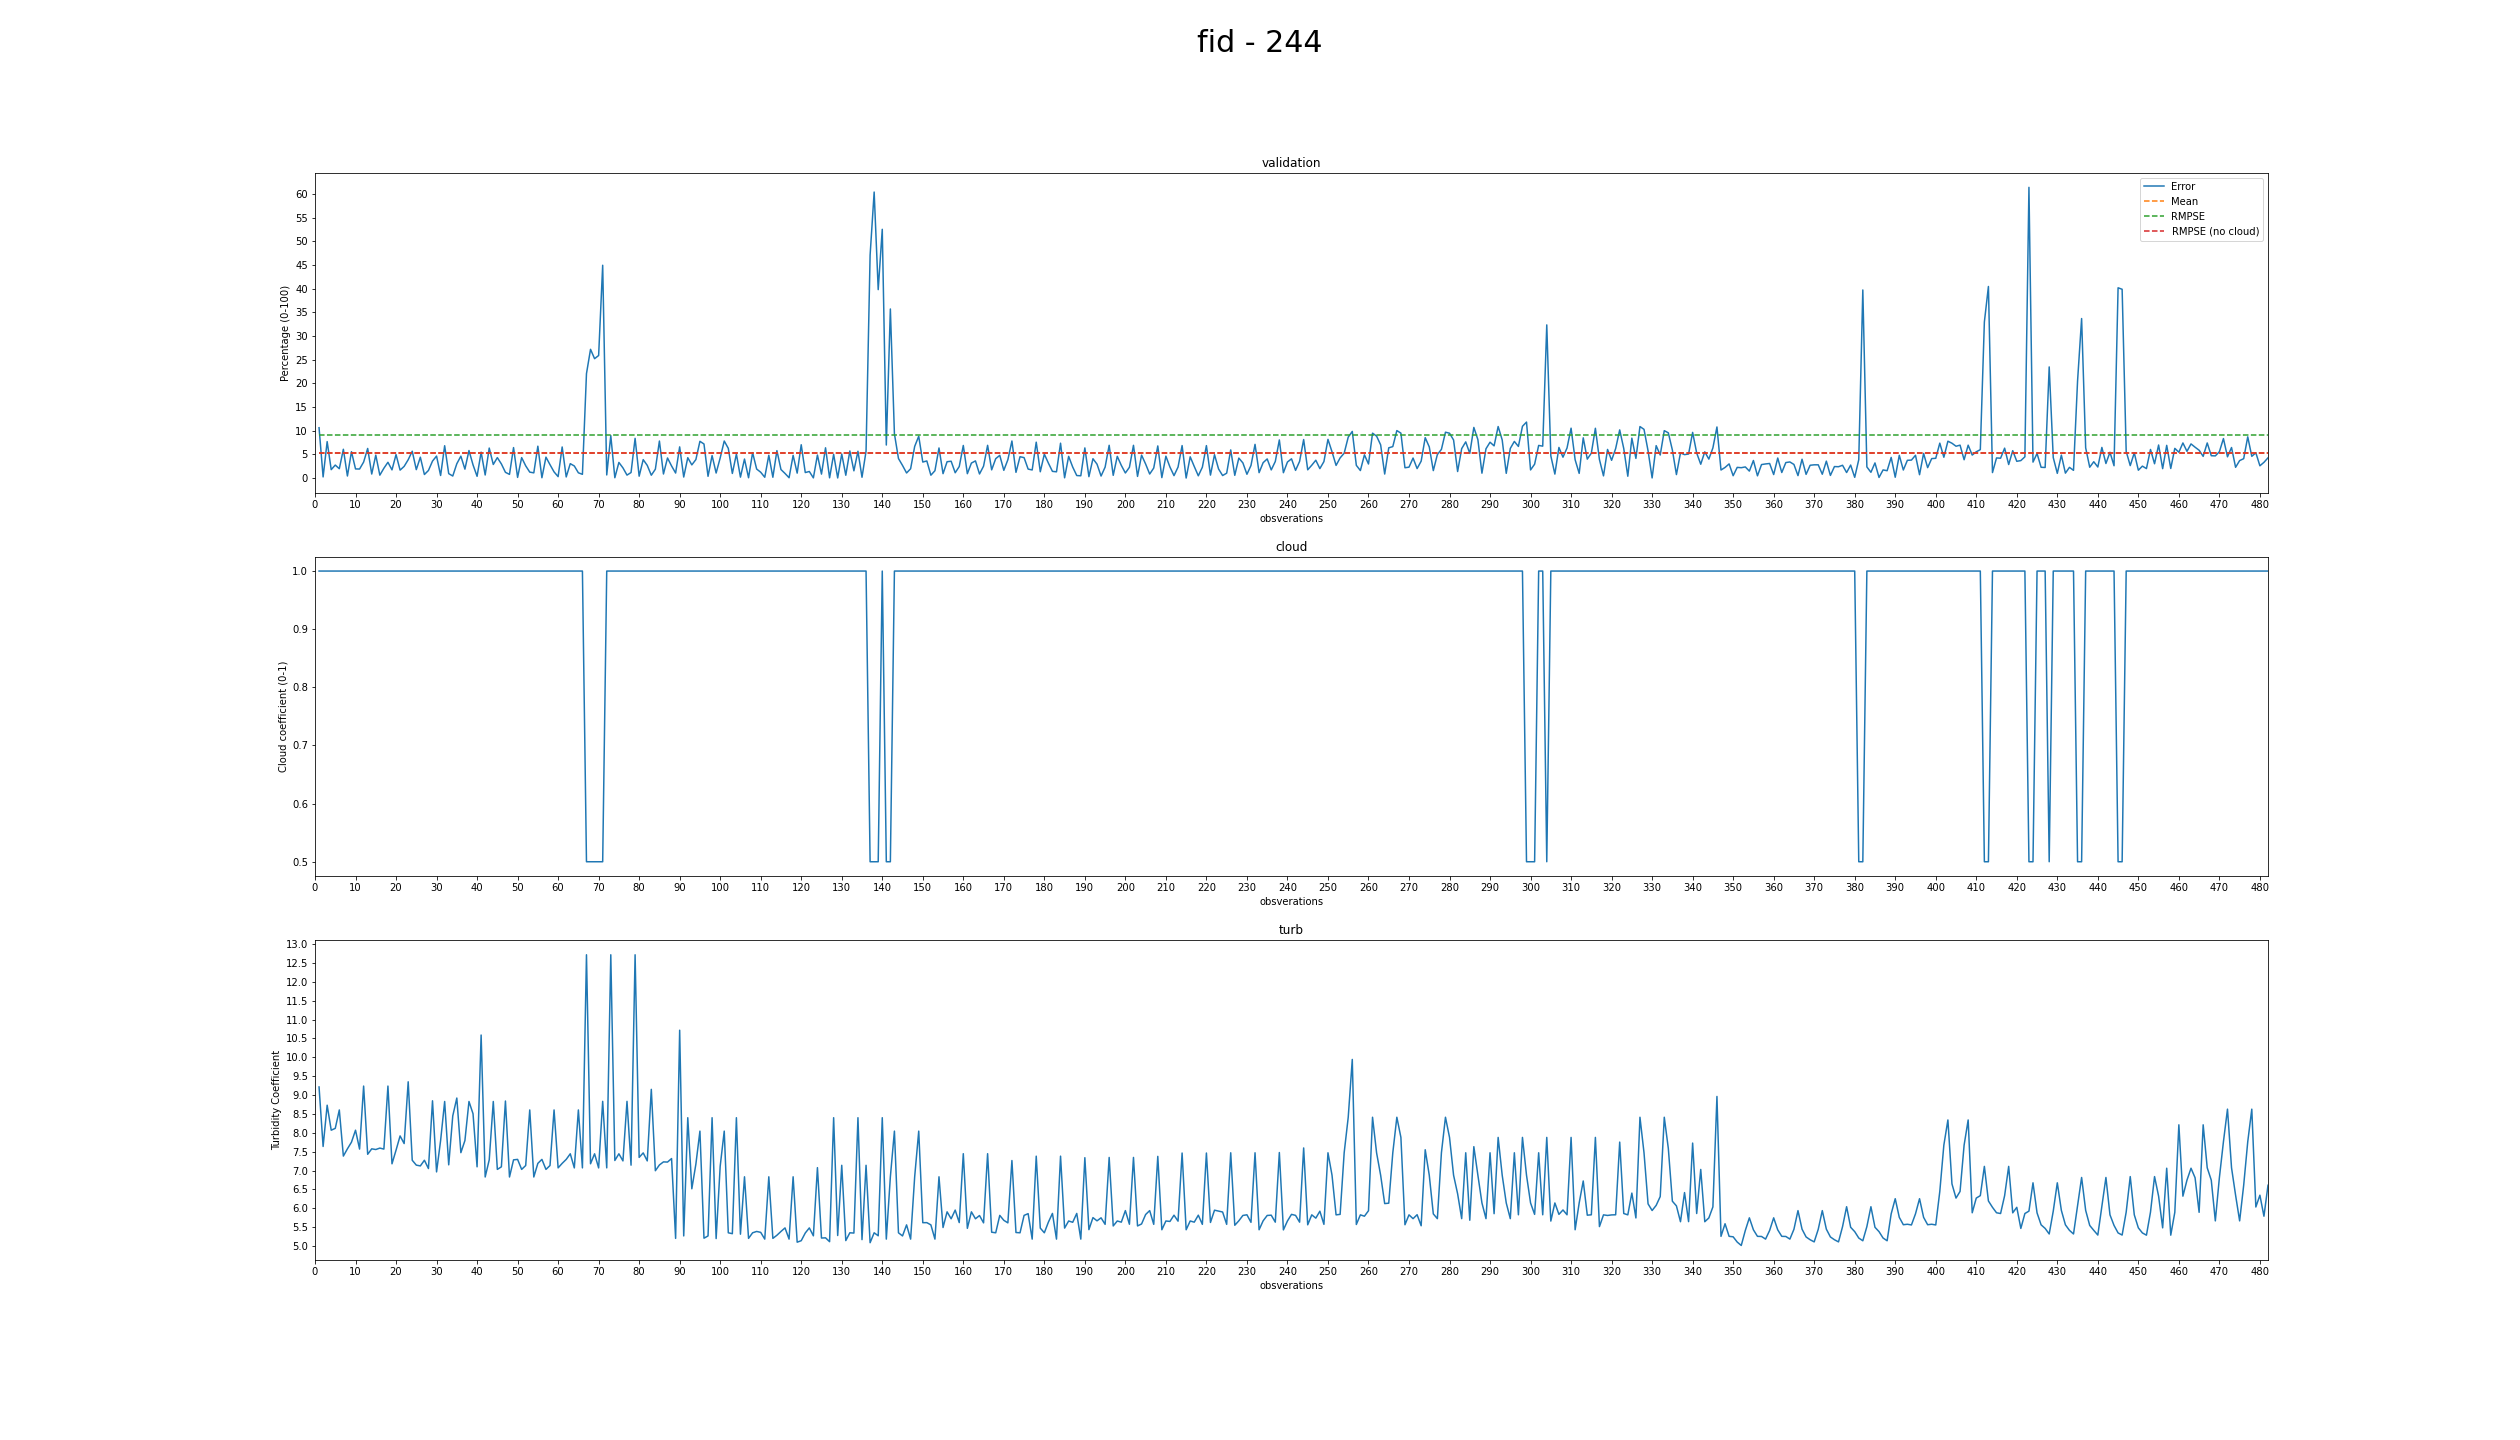 fid - 244
validation
Error
Mean
RMPSE
RMPSE (no cloud)
Percentage (0-100)
60
55
50
45
40
35
30
25
20
15
10
5
0
0 10 20 30 40 50 60 70 80 90 100 110 120 130 140 150 160 170 180 190 200 210 220 230 240 250 260 270 280 290 300 310 320 330 340 350 360 370 380 390 400 410 420 430 440 450 460 470 480
obsverations
cloud
Cloud coefficient (0-1)
1.0
0.9
0.8
0.7
0.6
0.5
0 10 20 30 40 50 60 70 80 90 100 110 120 130 140 150 160 170 180 190 200 210 220 230 240 250 260 270 280 290 300 310 320 330 340 350 360 370 380 390 400 410 420 430 440 450 460 470 480
obsverations
turb
Turbidity Coefficient
13.0
12.5
12.0
11.5
11.0
10.5
10.0
9.5
9.0
8.5
8.0
7.5
7.0
6.5
6.0
5.5
5.0
0 10 20 30 40 50 60 70 80 90 100 110 120 130 140 150 160 170 180 190 200 210 220 230 240 250 260 270 280 290 300 310 320 330 340 350 360 370 380 390 400 410 420 430 440 450 460 470 480
obsverations